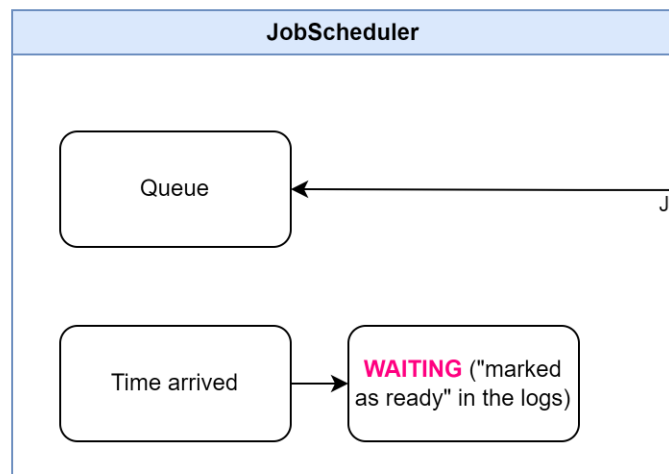 JobScheduler
Queue
J
Time arrived
WAITING ("marked
as ready" in the logs)